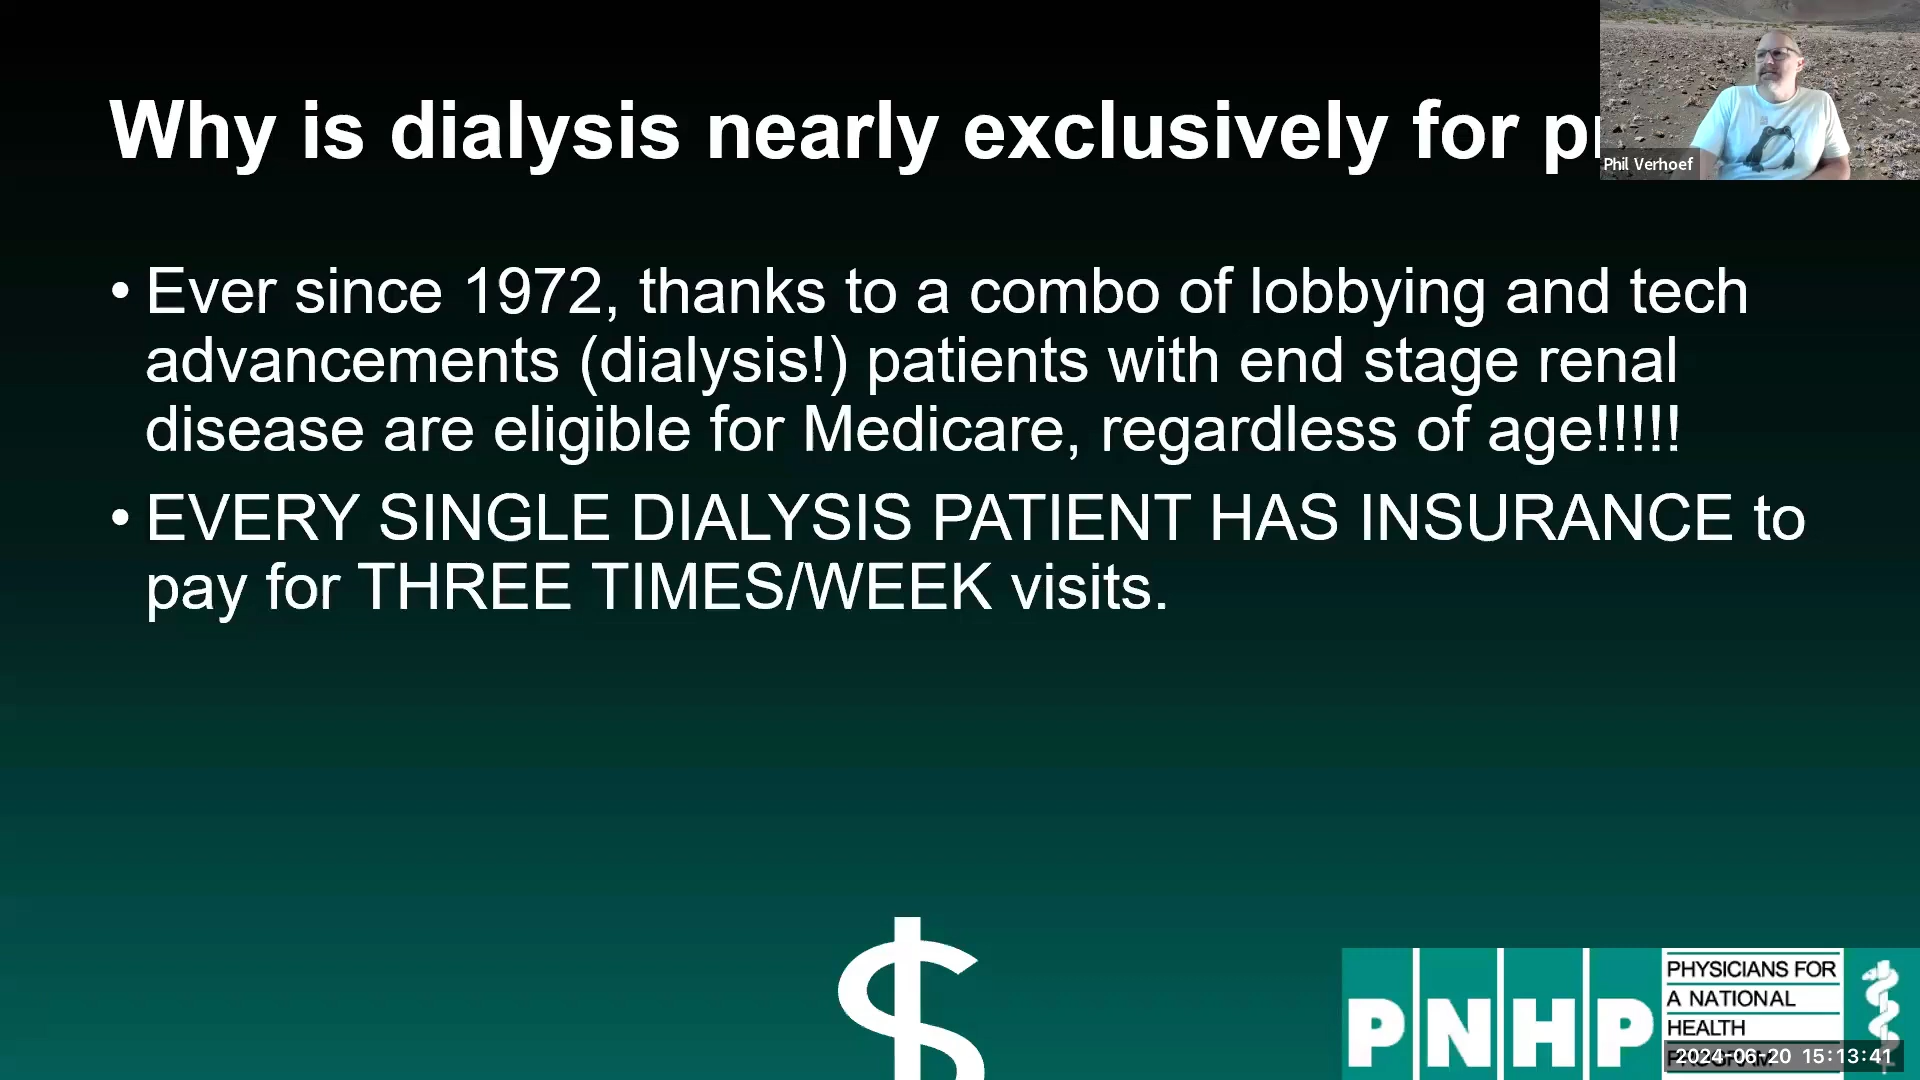 Why is dialysis nearly exclusively for
Phil Verhoef
• Ever since 1972, thanks to a combo of lobbying and tech
advancements (dialysis!) patients with end stage renal
disease are eligible for Medicare, regardless of age!!!!!
• EVERY SINGLE DIALYSIS PATIENT HAS INSURANCE to
pay for THREE TIMES/WEEK visits.
$
PNHP
PHYSICIANS FOR
A NATIONAL
HEALTH
PROGRAM
2024-06-20 15:13:41